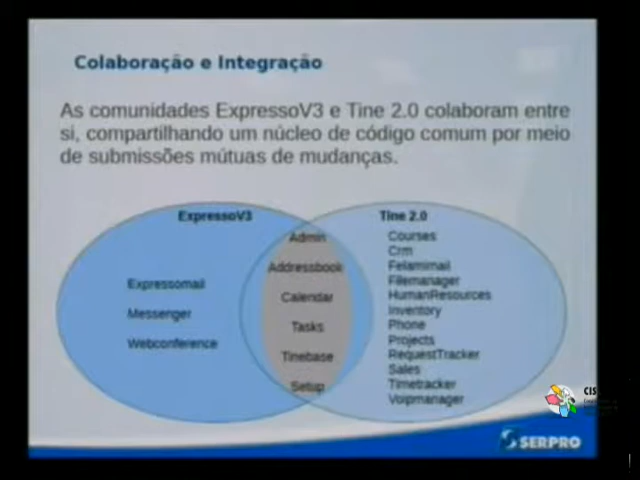 Colaboração e Integração
As comunidades ExpressoV3 e Tine 2.0 colaboram entre
si, compartilhando um núcleo de código comum por meio
de submissões mútuas de mudanças.
ExpressoV3
Expressomail
Messenger
Webconference
Admin
Addressbook
Calendar
Tasks
Tinebase
Setup
Tine 2.0
Courses
Crm
Felamimail
Filemanager
HumanResources
Inventory
Phone
Projects
RequestTracker
Sales
Timetracker
Voipmanager
CIS
SERPRO